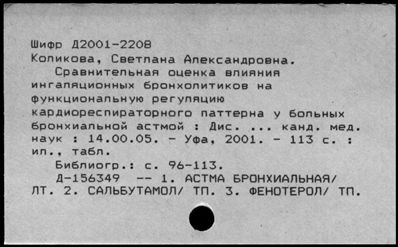 Шифр Д2001-2208
Коликова, Светлана Александровна.
Сравнительная оценка влияния
ингаляционных бронхолитиков на
функциональную регуляцию
кардиореспираторного паттерна у больных
бронхиальной астмой : Дис. ... канд. мед.
наук : 14.00.05. - Уфа, 2001. - 113 с. :
ил., табл.
Библиогр.: с. 96-113.
Д-156349 -- 1. АСТМА БРОНХИАЛЬНАЯ/
ЛТ. 2. САЛЬБУТАМОЛ/ ТП. 3. ФЕНОТЕРОЛ/ ТП.